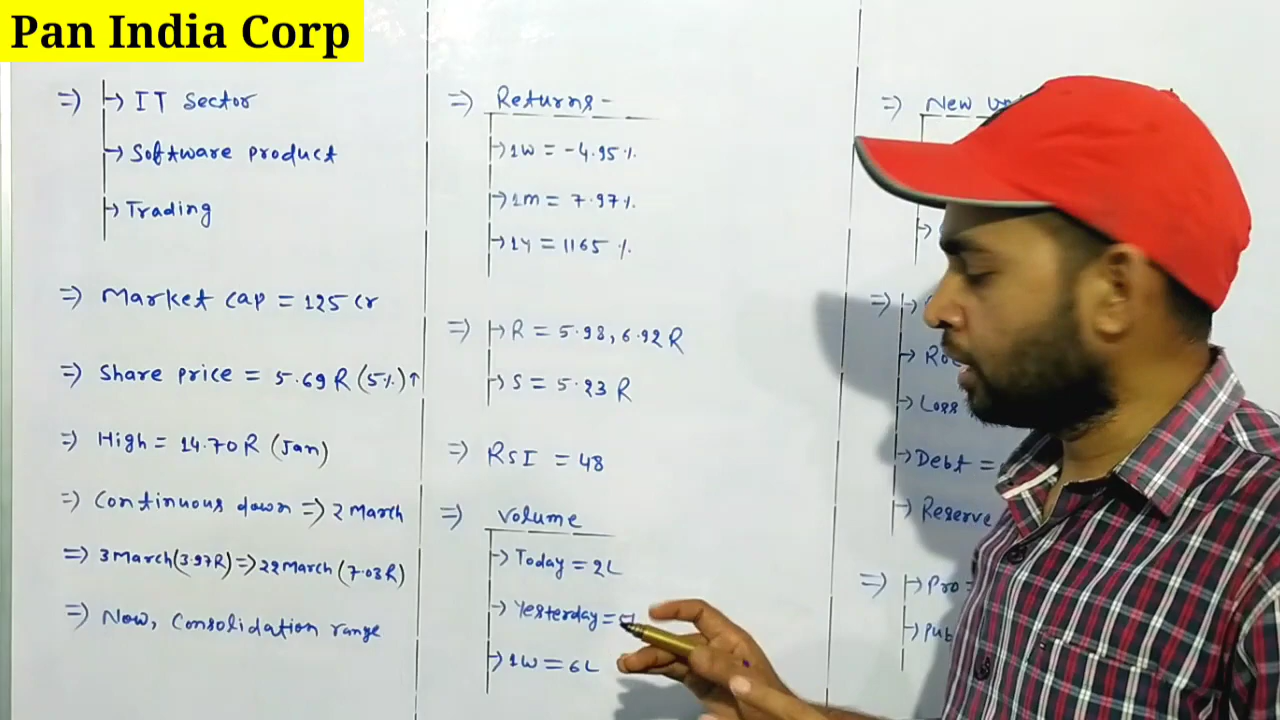 Pan India Corp
=> → IT Sector
→ Software product
→ Trading
=> Market cap = 125 Cr
=> Share price = 5.69 R (5%)↑
=> High = 14.70 R (Jan)
=> Continuous down => 2 March
=> 3 March (3.97R) => 22 March (7.03 R)
=> Now, Consolidation range
=> Returns -
→ 1W = -4.95 %.
→ 1m = 7.97 %.
→ 1Y = 1165 %.
=> → R = 5.98, 6.92 R
→ S = 5.23 R
=> RSI = 48
=> Volume
→ Today = 2L
→ Yesterday =
→ 1W = 6L
=> New
=> →
→
→ Loss
→ Debt =
→ Reserve
=> → Pro =
→ Pub